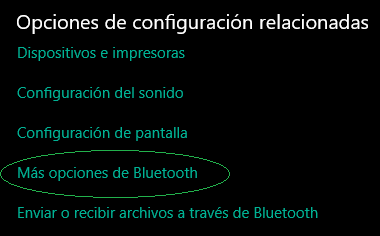 Opciones de configuración relacionadas
Dispositivos e impresoras
Configuración del sonido
Configuración de pantalla
Más opciones de Bluetooth
Enviar o recibir archivos a través de Bluetooth